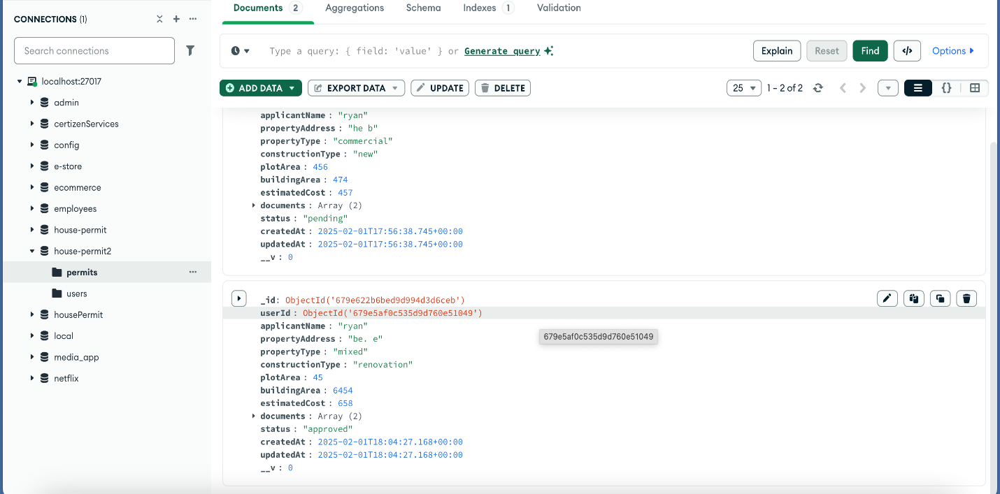 CONNECTIONS (1)
Search connections
localhost:27017
admin
certizenServices
config
e-store
ecommerce
employees
house-permit
house-permit2
permits
users
housePermit
local
media_app
netflix
Documents 2 Aggregations Schema Indexes 1 Validation
Type a query: { field: 'value' } or Generate query
Explain Reset Find </> Options
ADD DATA EXPORT DATA UPDATE DELETE 25 1 – 2 of 2 {}
applicantName : "ryan"
propertyAddress : "he b"
propertyType : "commercial"
constructionType : "new"
plotArea : 456
buildingArea : 474
estimatedCost : 457
documents : Array (2)
status : "pending"
createdAt : 2025-02-01T17:56:38.745+00:00
updatedAt : 2025-02-01T17:56:38.745+00:00
__v : 0
_id: ObjectId('679e622b6bed9d994d3d6ceb')
userId : ObjectId('679e5af0c535d9d760e51049')
applicantName : "ryan"
679e5af0c535d9d760e51049
propertyAddress : "be. e"
propertyType : "mixed"
constructionType : "renovation"
plotArea : 45
buildingArea : 6454
estimatedCost : 658
documents : Array (2)
status : "approved"
createdAt : 2025-02-01T18:04:27.168+00:00
updatedAt : 2025-02-01T18:04:27.168+00:00
__v : 0